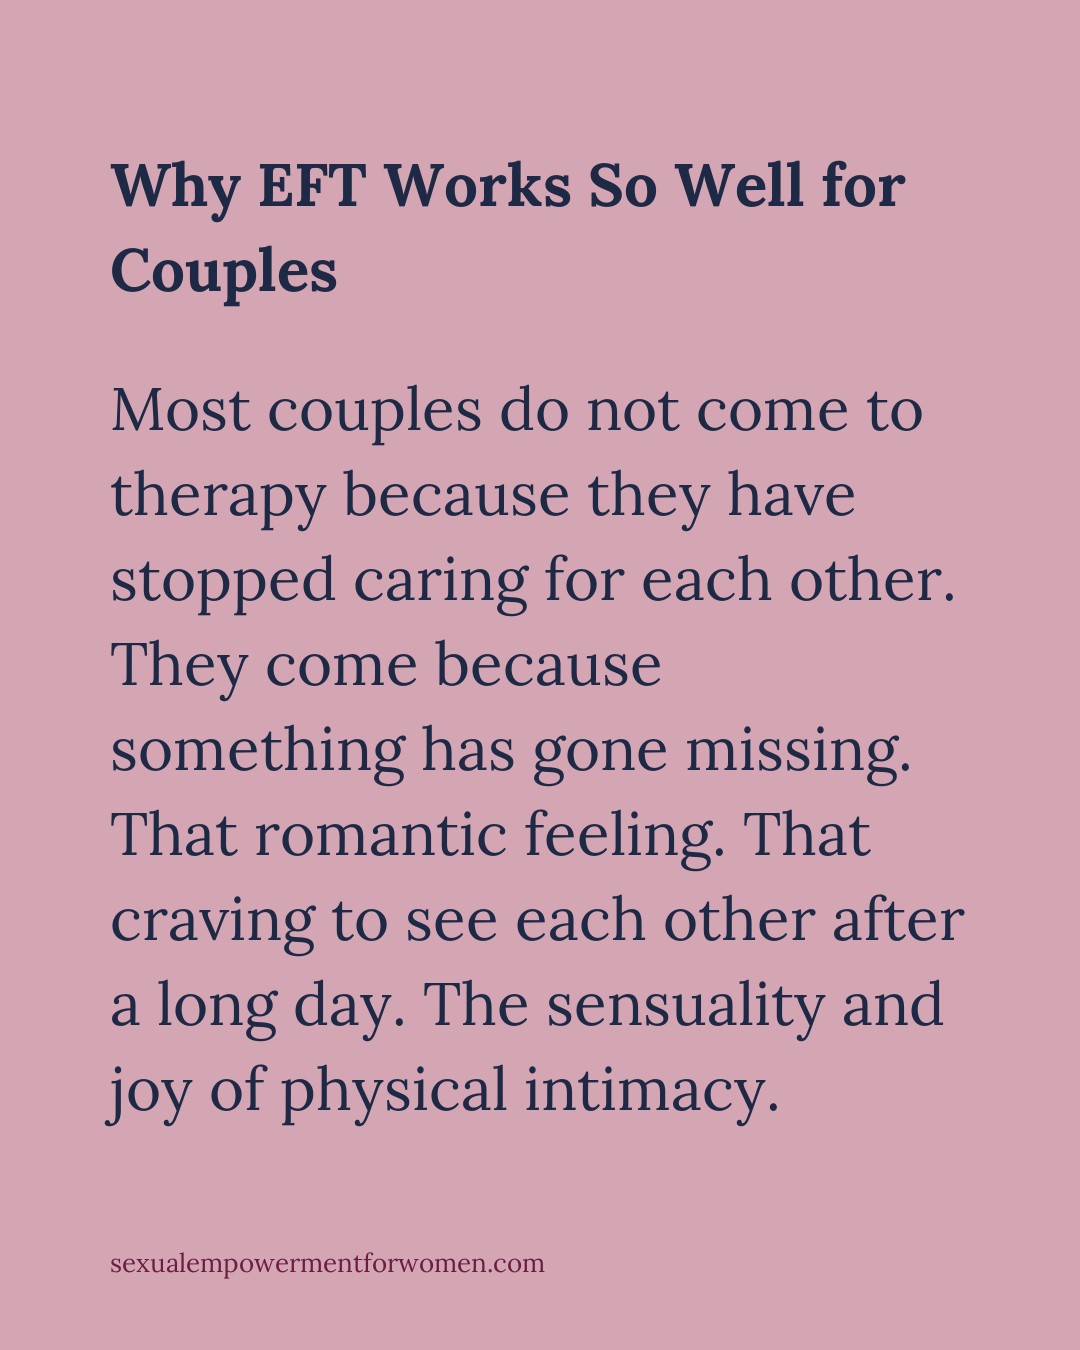 Why EFT Works So Well for
Couples
Most couples do not come to
therapy because they have
stopped caring for each other.
They come because
something has gone missing.
That romantic feeling. That
craving to see each other after
a long day. The sensuality and
joy of physical intimacy.
sexualempowermentforwomen.com